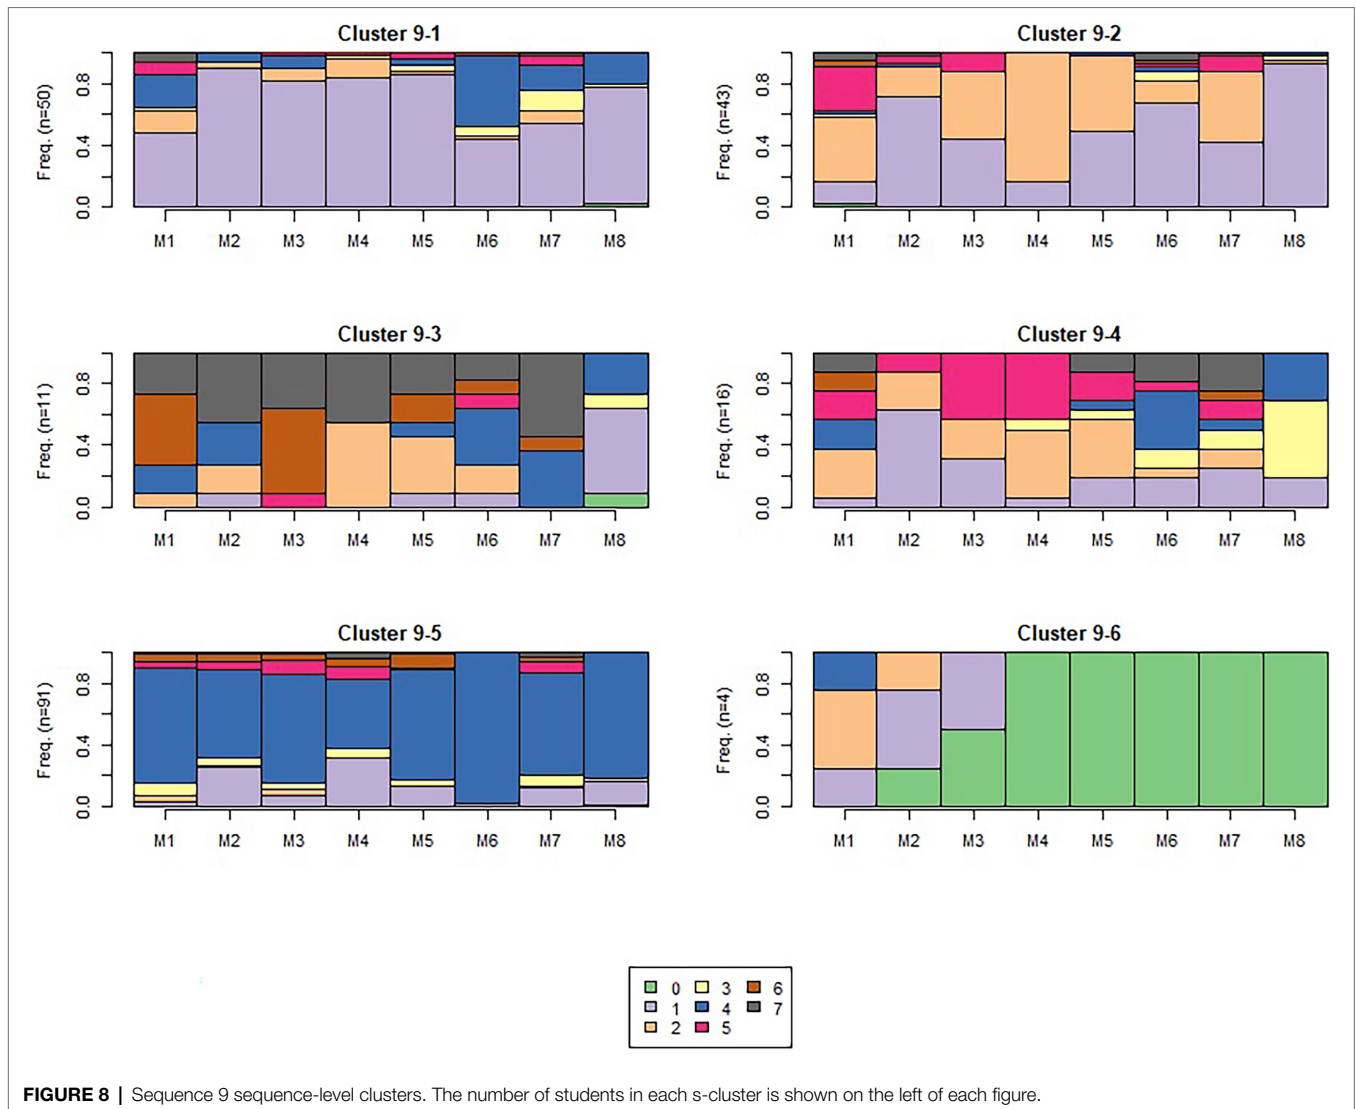 Cluster 9-1
Freq. (n=50)
0.0 0.4 0.8
M1 M2 M3 M4 M5 M6 M7 M8
Cluster 9-2
Freq. (n=43)
0.0 0.4 0.8
M1 M2 M3 M4 M5 M6 M7 M8
Cluster 9-3
Freq. (n=11)
0.0 0.4 0.8
M1 M2 M3 M4 M5 M6 M7 M8
Cluster 9-4
Freq. (n=16)
0.0 0.4 0.8
M1 M2 M3 M4 M5 M6 M7 M8
Cluster 9-5
Freq. (n=91)
0.0 0.4 0.8
M1 M2 M3 M4 M5 M6 M7 M8
Cluster 9-6
Freq. (n=4)
0.0 0.4 0.8
M1 M2 M3 M4 M5 M6 M7 M8
0 3 6
1 4 7
2 5
FIGURE 8 | Sequence 9 sequence-level clusters. The number of students in each s-cluster is shown on the left of each figure.